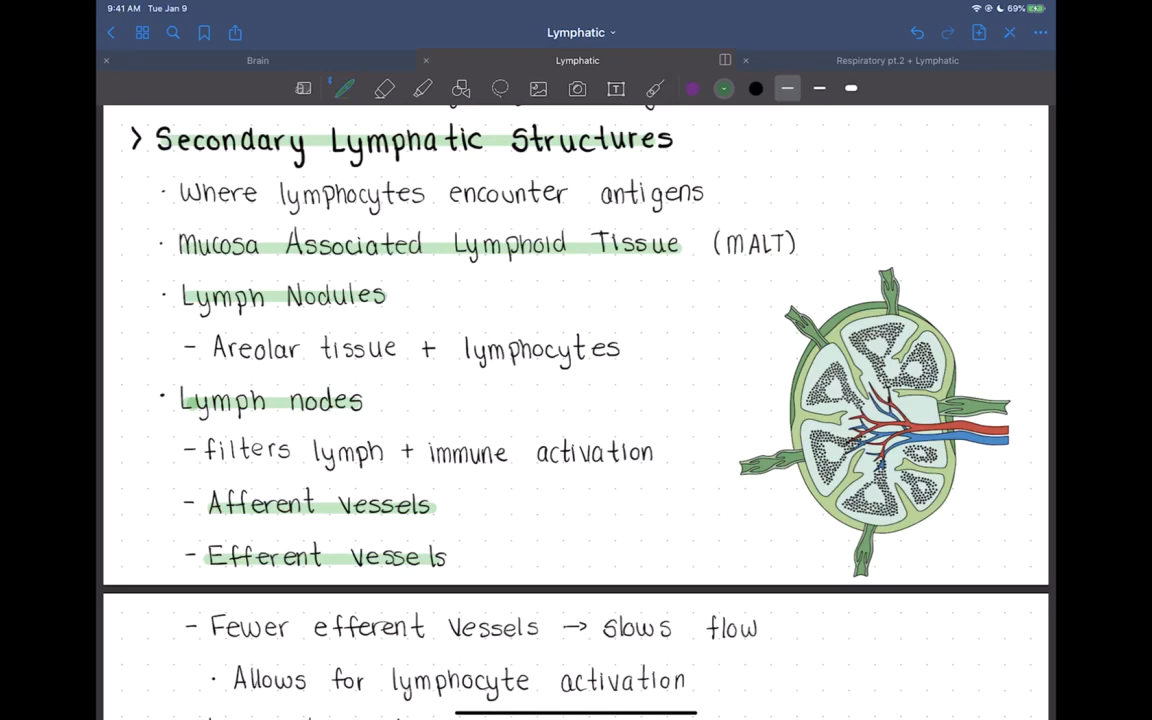 9:41 AM Tue Jan 9
69%
Lymphatic
Brain
Lymphatic
Respiratory pt.2 + Lymphatic
> Secondary Lymphatic Structures
· Where lymphocytes encounter antigens
· Mucosa Associated Lymphoid Tissue (MALT)
· Lymph Nodules
- Areolar tissue + lymphocytes
· Lymph nodes
- filters lymph + immune activation
- Afferent vessels
- Efferent vessels
- Fewer efferent vessels → slows flow
· Allows for lymphocyte activation